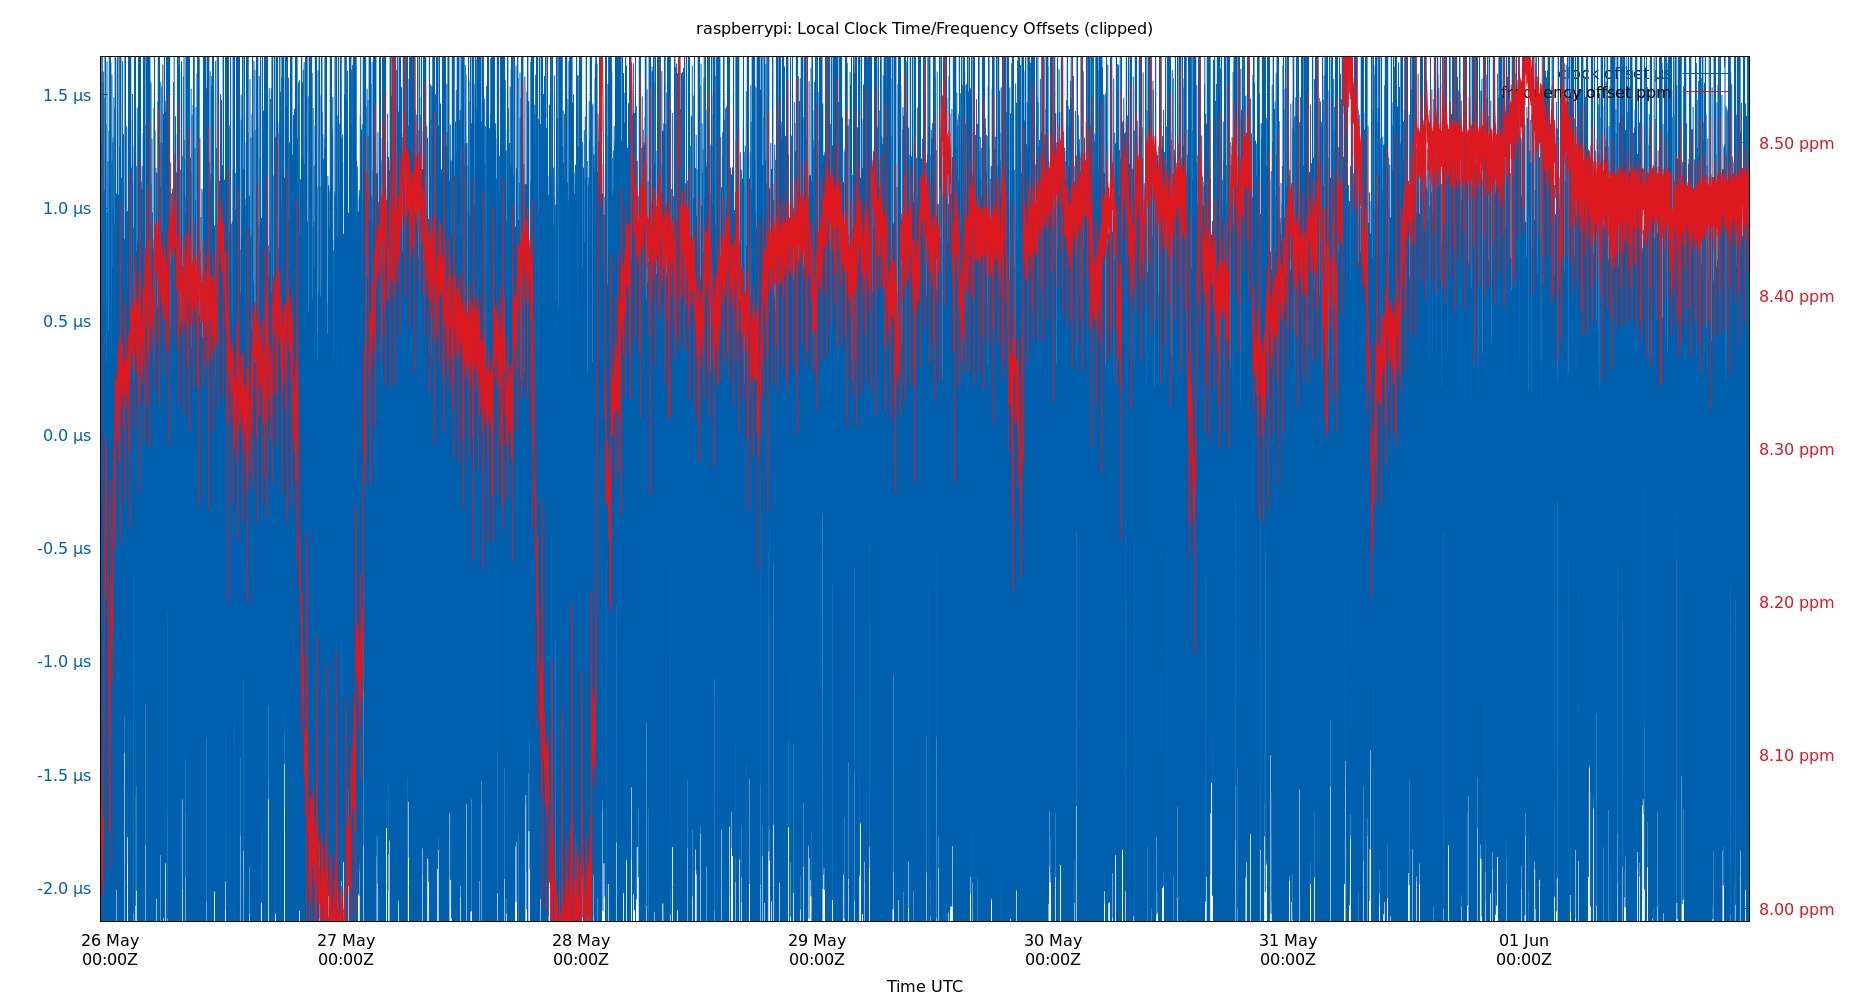 raspberrypi: Local Clock Time/Frequency Offsets (clipped)
clock offset µs
frequency offset ppm
1.5 µs
1.0 µs
0.5 µs
0.0 µs
-0.5 µs
-1.0 µs
-1.5 µs
-2.0 µs
8.50 ppm
8.40 ppm
8.30 ppm
8.20 ppm
8.10 ppm
8.00 ppm
26 May
00:00Z
27 May
00:00Z
28 May
00:00Z
29 May
00:00Z
30 May
00:00Z
31 May
00:00Z
01 Jun
00:00Z
Time UTC